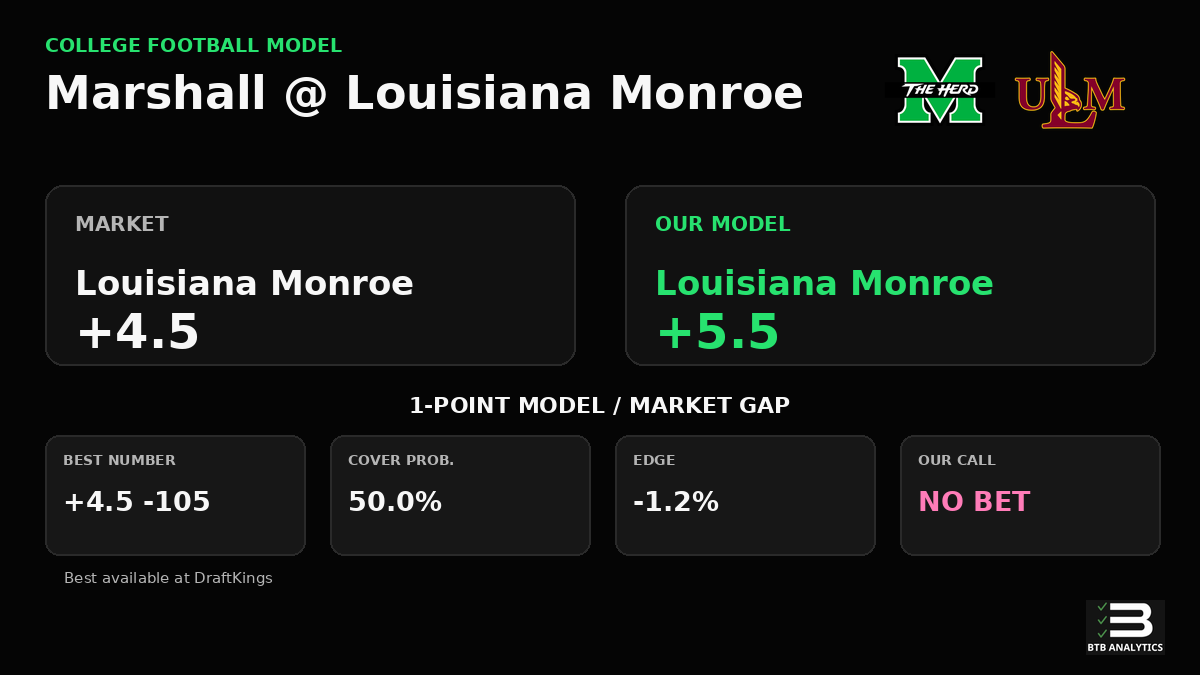 COLLEGE FOOTBALL MODEL
Marshall @ Louisiana Monroe
THE HERD
ULM
MARKET
Louisiana Monroe
+4.5
OUR MODEL
Louisiana Monroe
+5.5
1-POINT MODEL / MARKET GAP
BEST NUMBER
+4.5 -105
COVER PROB.
50.0%
EDGE
-1.2%
OUR CALL
NO BET
Best available at DraftKings
BTB ANALYTICS